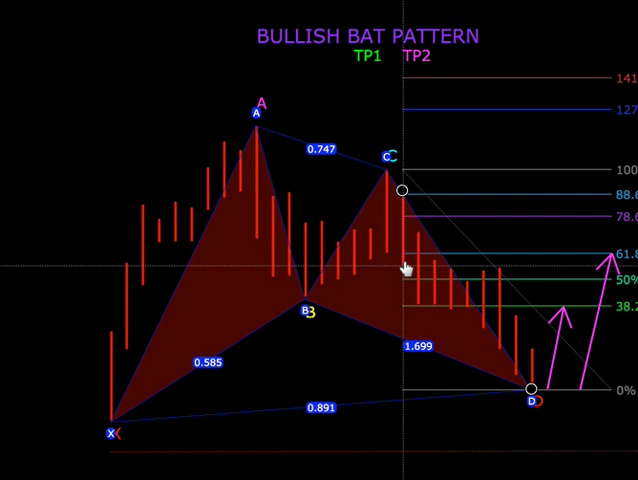 BULLISH BAT PATTERN
TP1 TP2
141
127
A
A
0.747
C C
100
88.6
78.6
61.8
50%
38.2
B B
1.699
0.585
0.891
0%
D D
X X